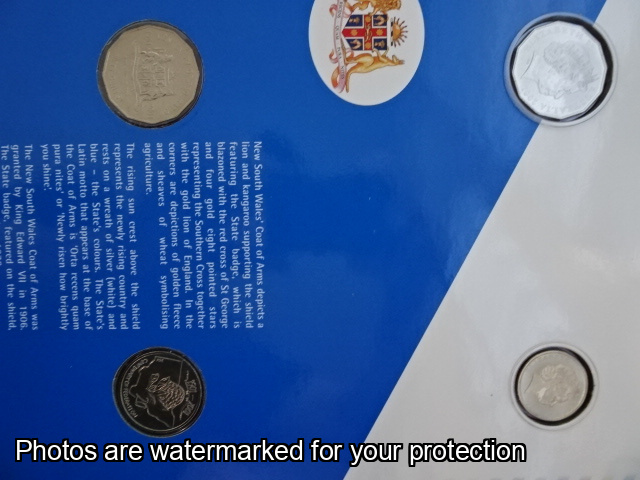 New South Wales' Coat of Arms depicts a
lion and kangaroo supporting the shield
featuring the State badge, which is
blazoned with the red cross of St George
and four gold eight pointed stars
representing the Southern Cross together
with the gold lion of England. In the
corners are depictions of golden fleece
and sheaves of wheat symbolising
agriculture.
The rising sun crest above the shield
represents the newly rising country and
rests on a wreath of silver (white) and
blue – the State's colours. The State's
Latin motto that appears at the base of
the Coat of Arms is 'Orta recens quam
pura nites' or 'Newly risen how brightly
you shine'.
The New South Wales Coat of Arms was
granted by King Edward VII in 1906.
The State badge, featured on the shield,
Photos are watermarked for your protection